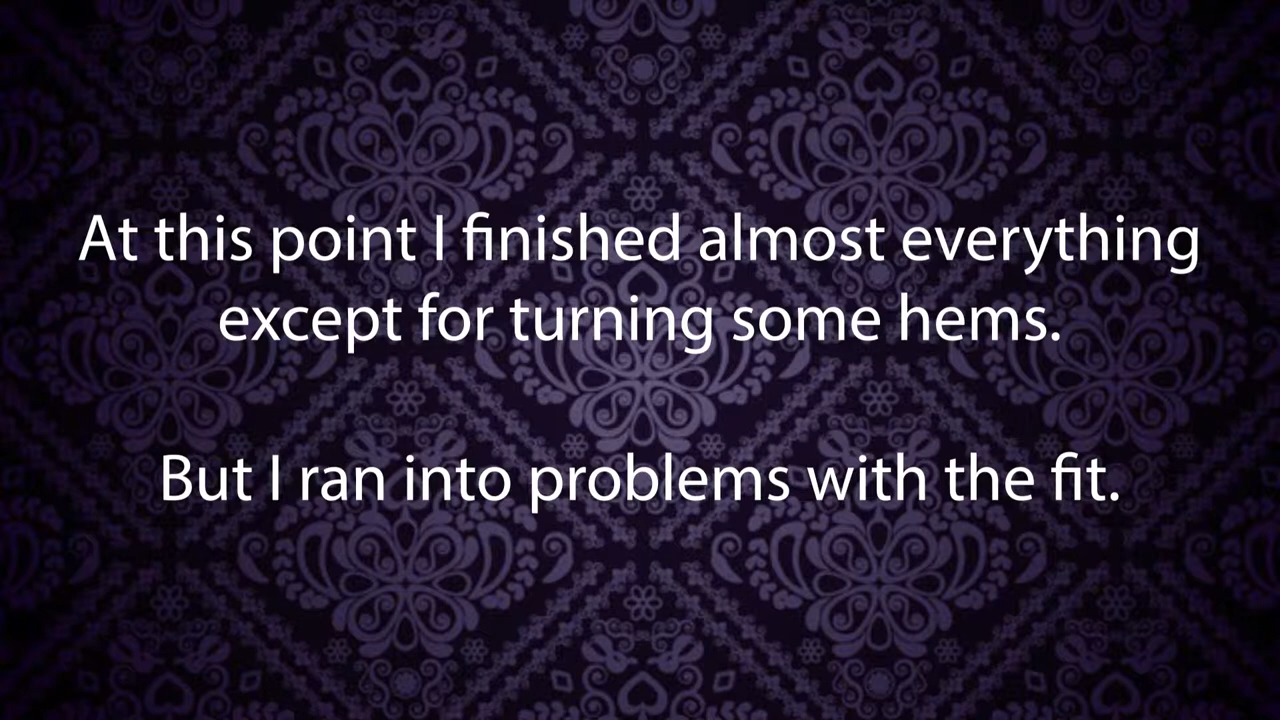 At this point I finished almost everything
except for turning some hems.
But I ran into problems with the fit.